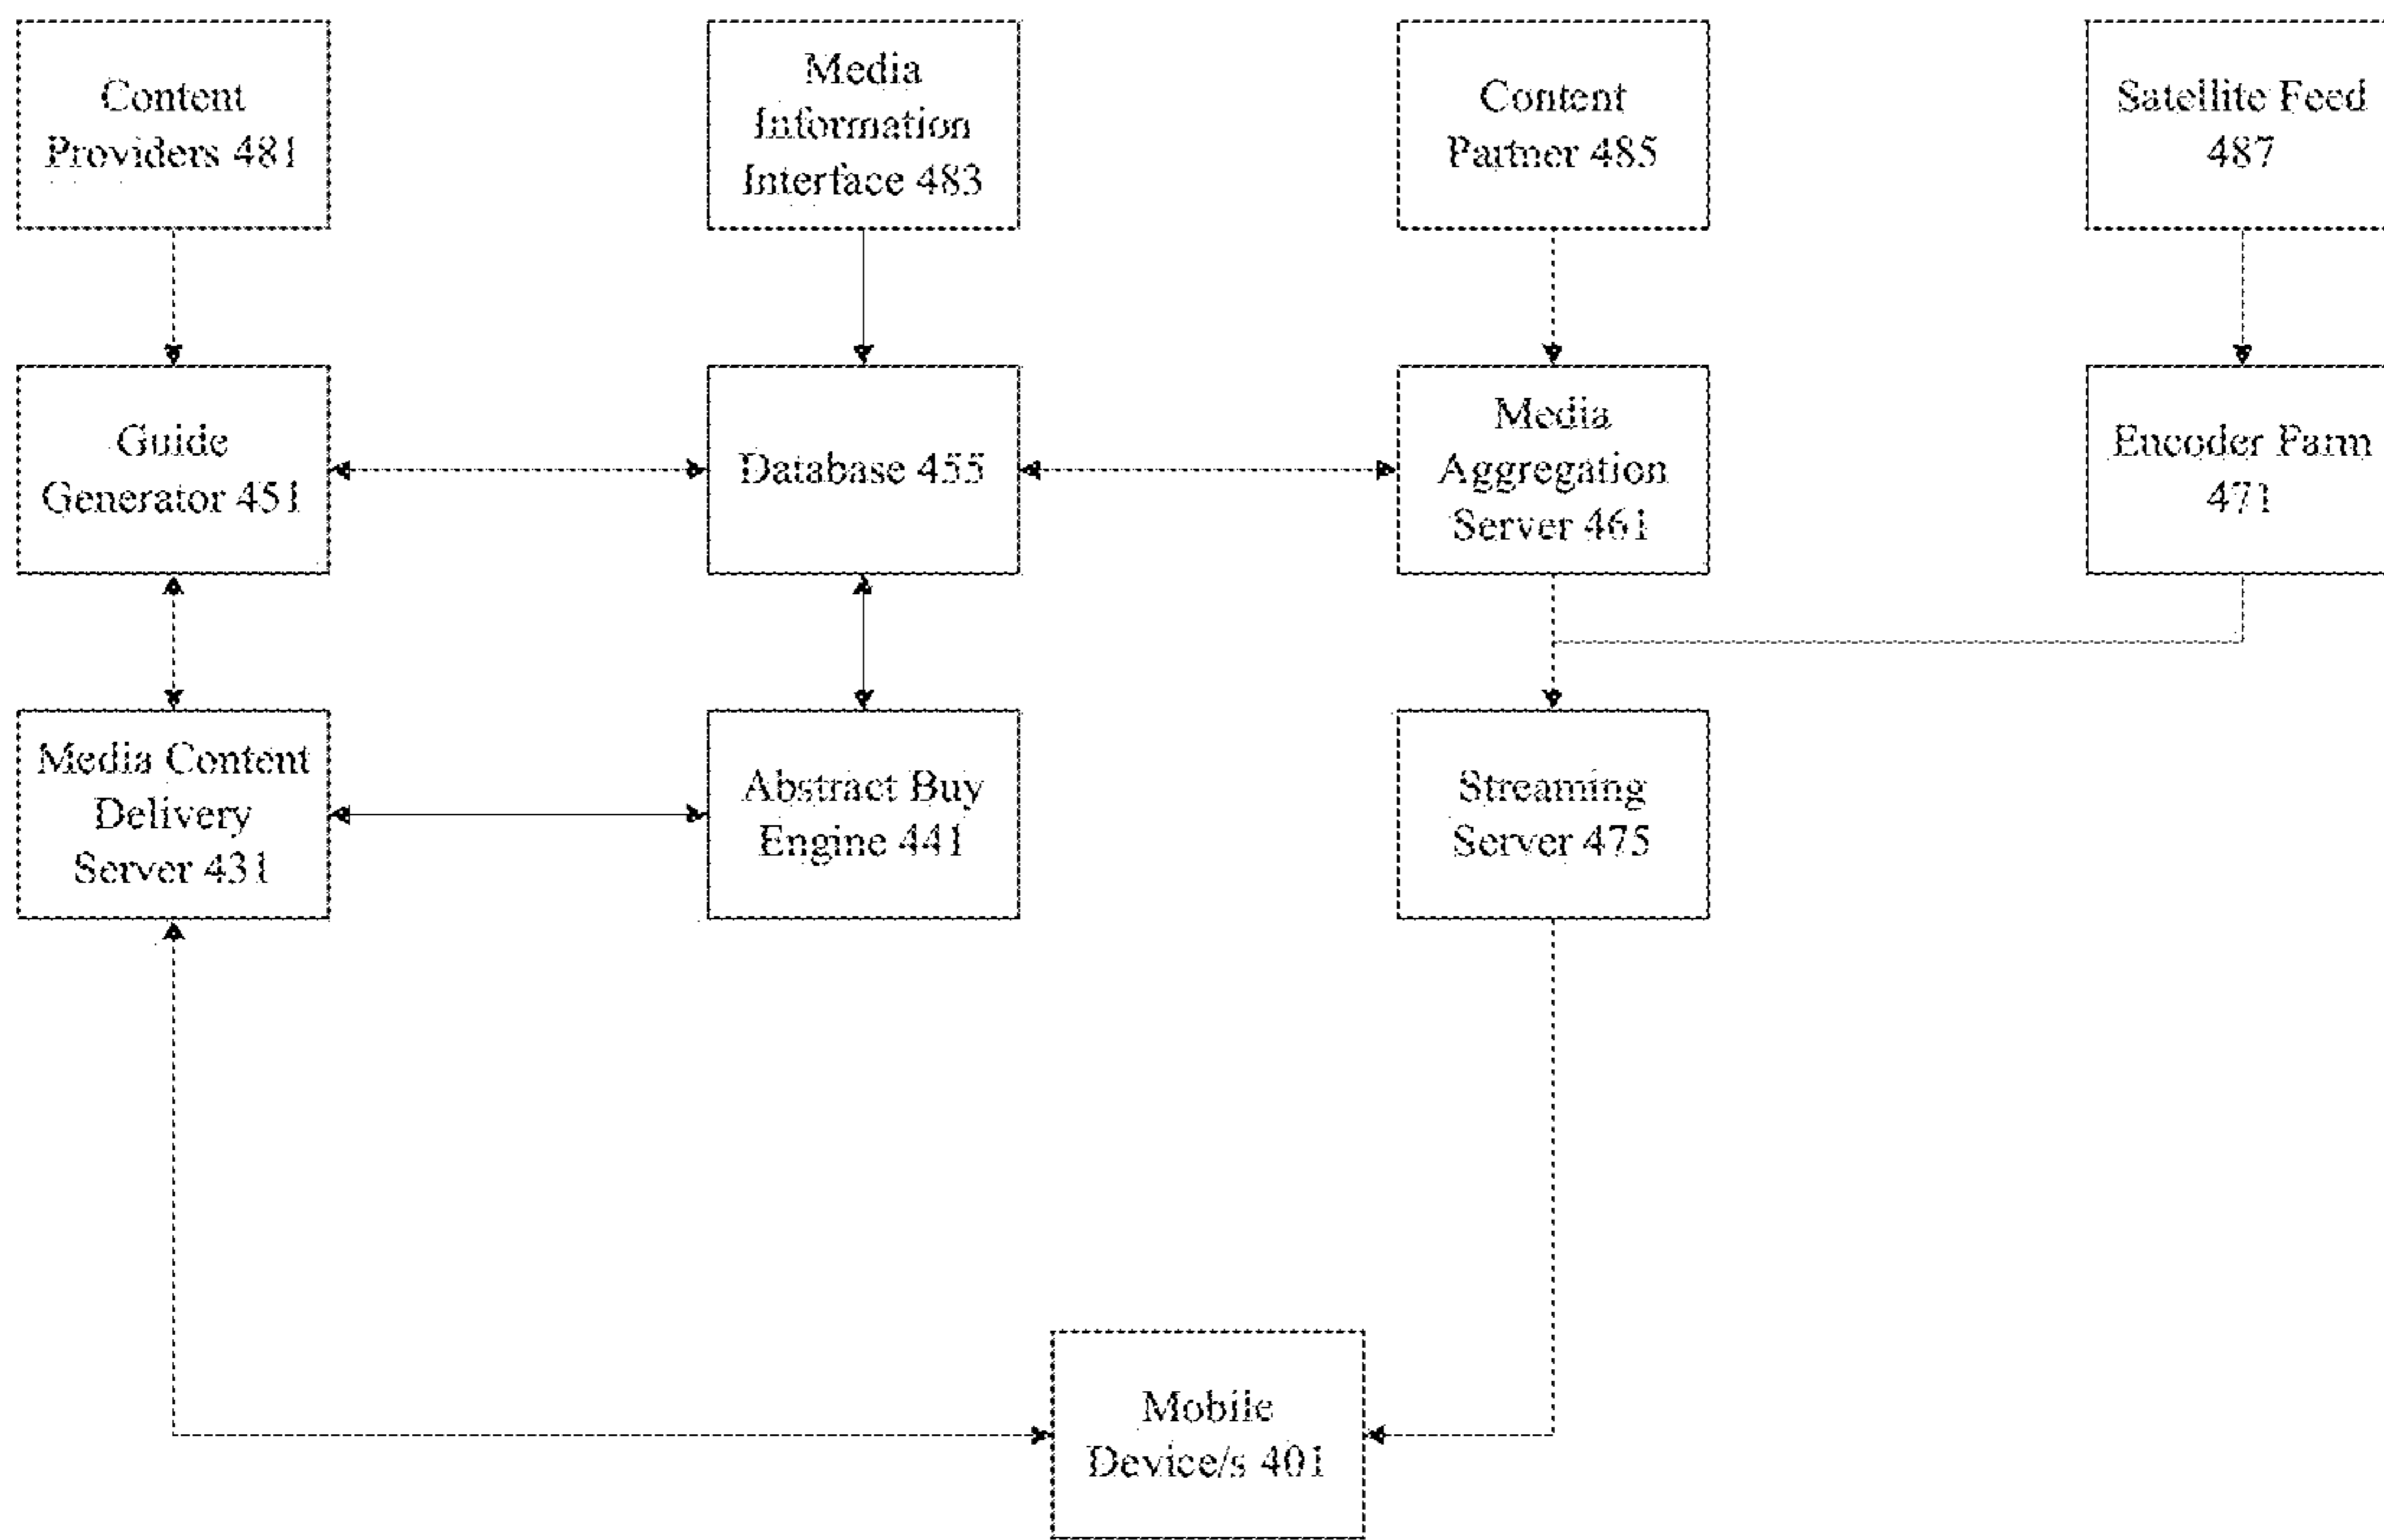 Content
Providers 481
Media
Information
Interface 483
Content
Partner 485
Satellite Feed
487
Guide
Generator 451
Database 455
Media
Aggregation
Server 461
Encoder Farm
471
Media Content
Delivery
Server 431
Abstract Buy
Engine 441
Streaming
Server 475
Mobile
Device/s 401